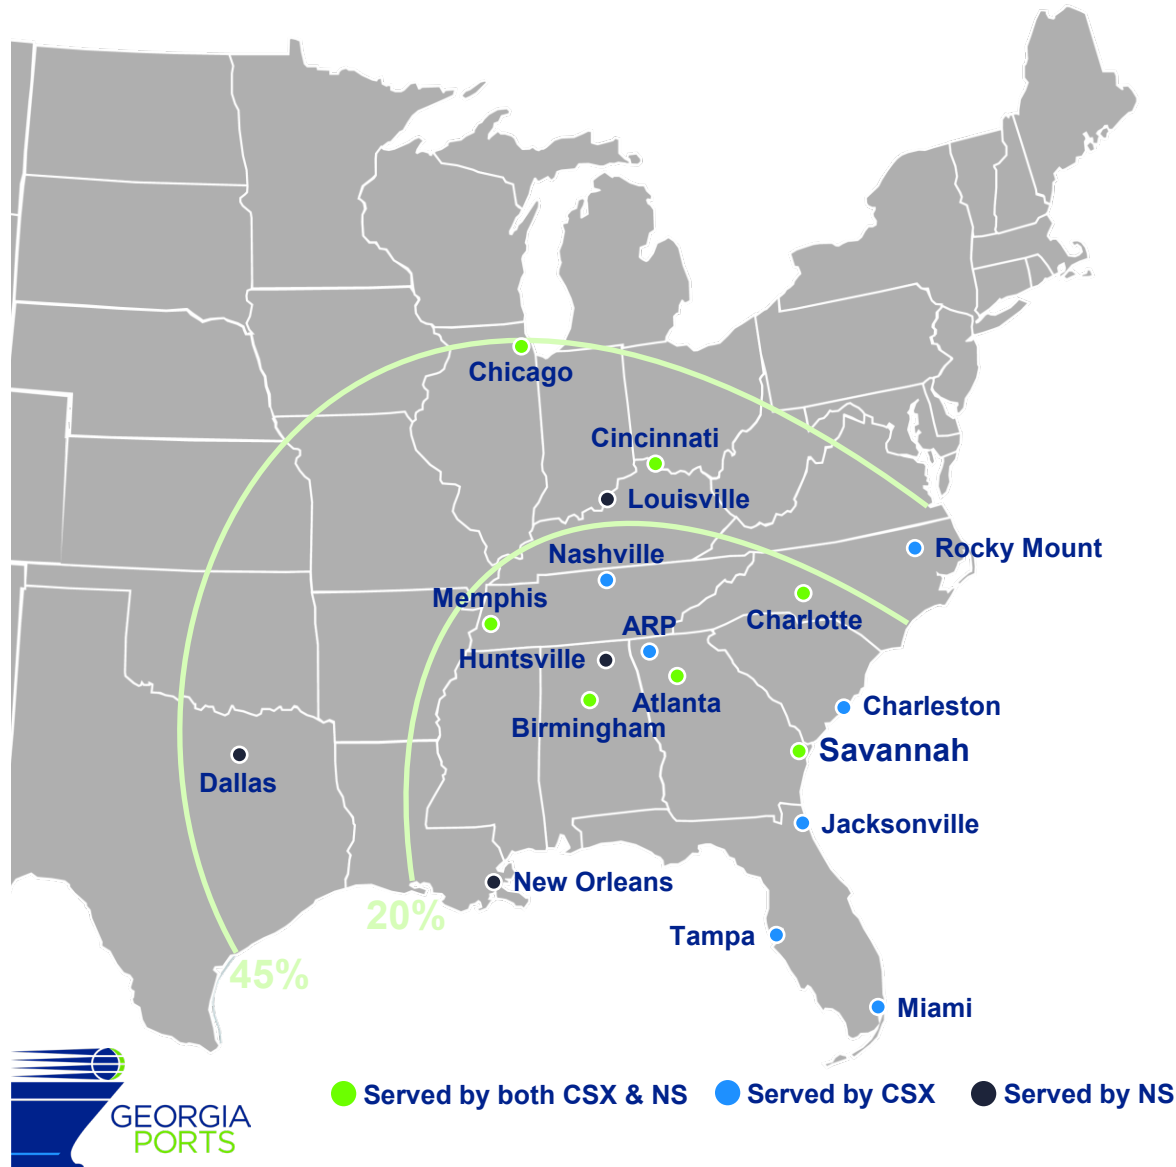 Chicago
Cincinnati
Louisville
Nashville
Rocky Mount
Memphis
Charlotte
ARP
Huntsville
Atlanta
Charleston
Birmingham
Savannah
Dallas
Jacksonville
New Orleans
20%
Tampa
45%
Miami
Served by both CSX & NS
Served by CSX
Served by NS
GEORGIA
PORTS